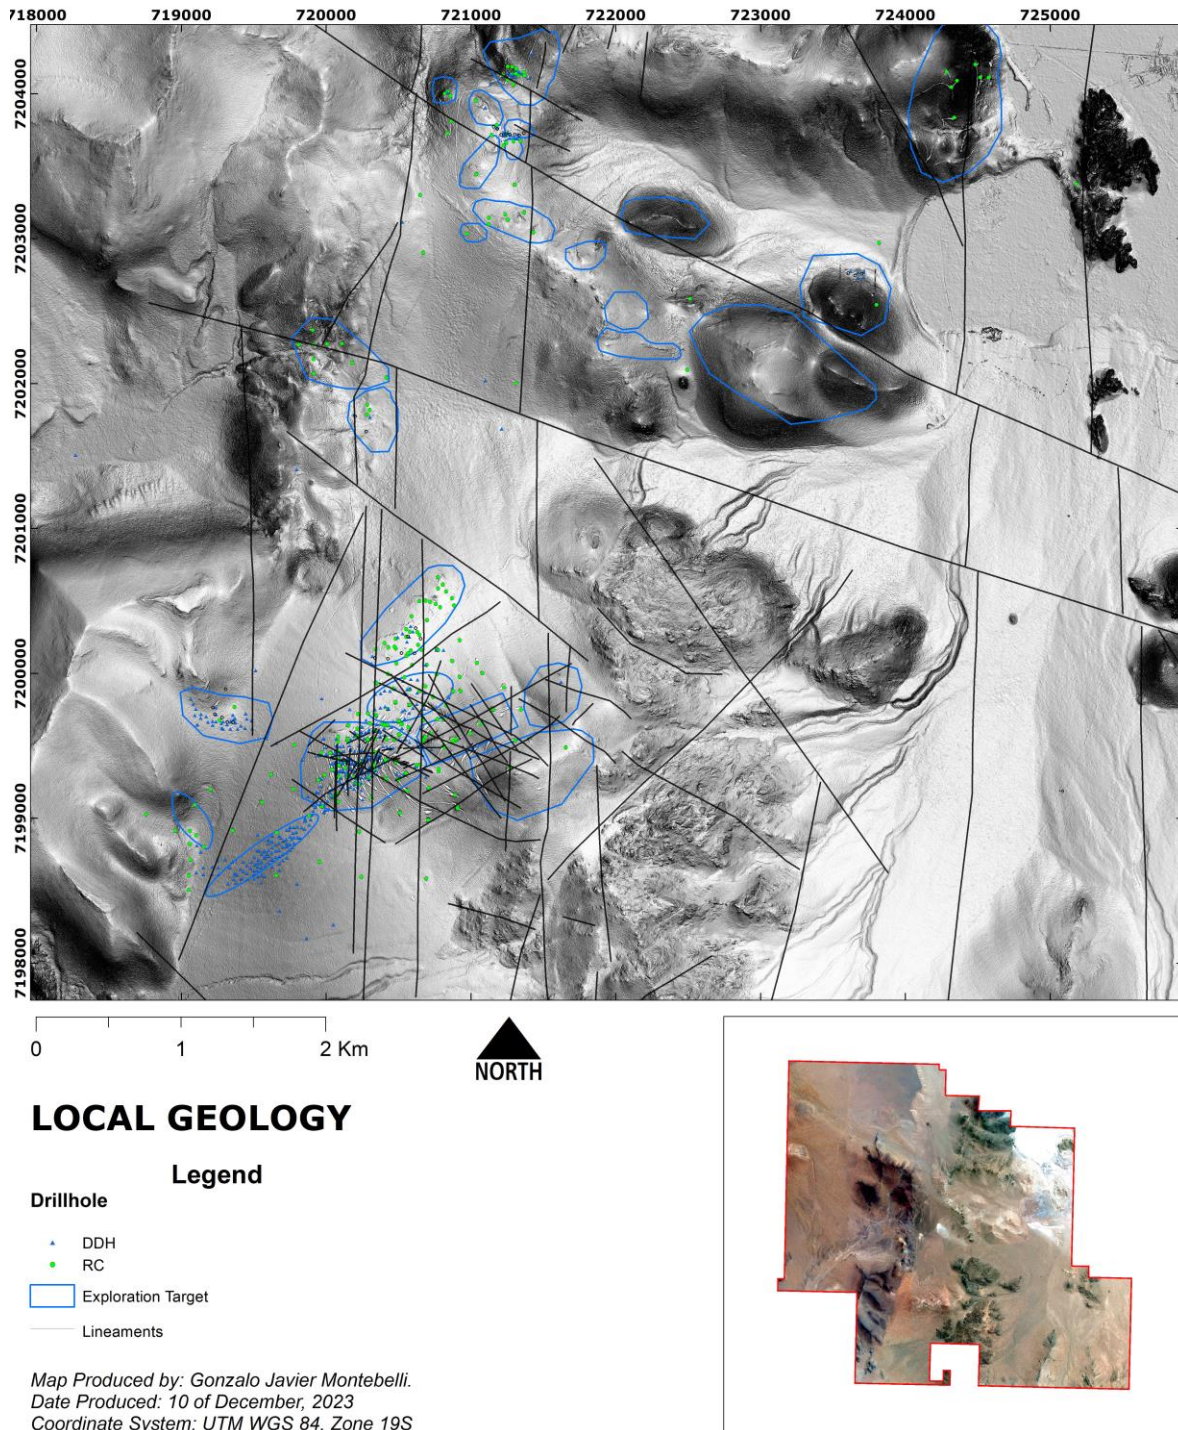 718000 719000 720000 721000 722000 723000 724000 725000
7204000
7203000
7202000
7201000
7200000
7199000
7198000
0 1 2 Km
NORTH
LOCAL GEOLOGY
Legend
Drillhole
DDH
RC
Exploration Target
Lineaments
Map Produced by: Gonzalo Javier Montebelli.
Date Produced: 10 of December, 2023
Coordinate System: UTM WGS 84, Zone 19S